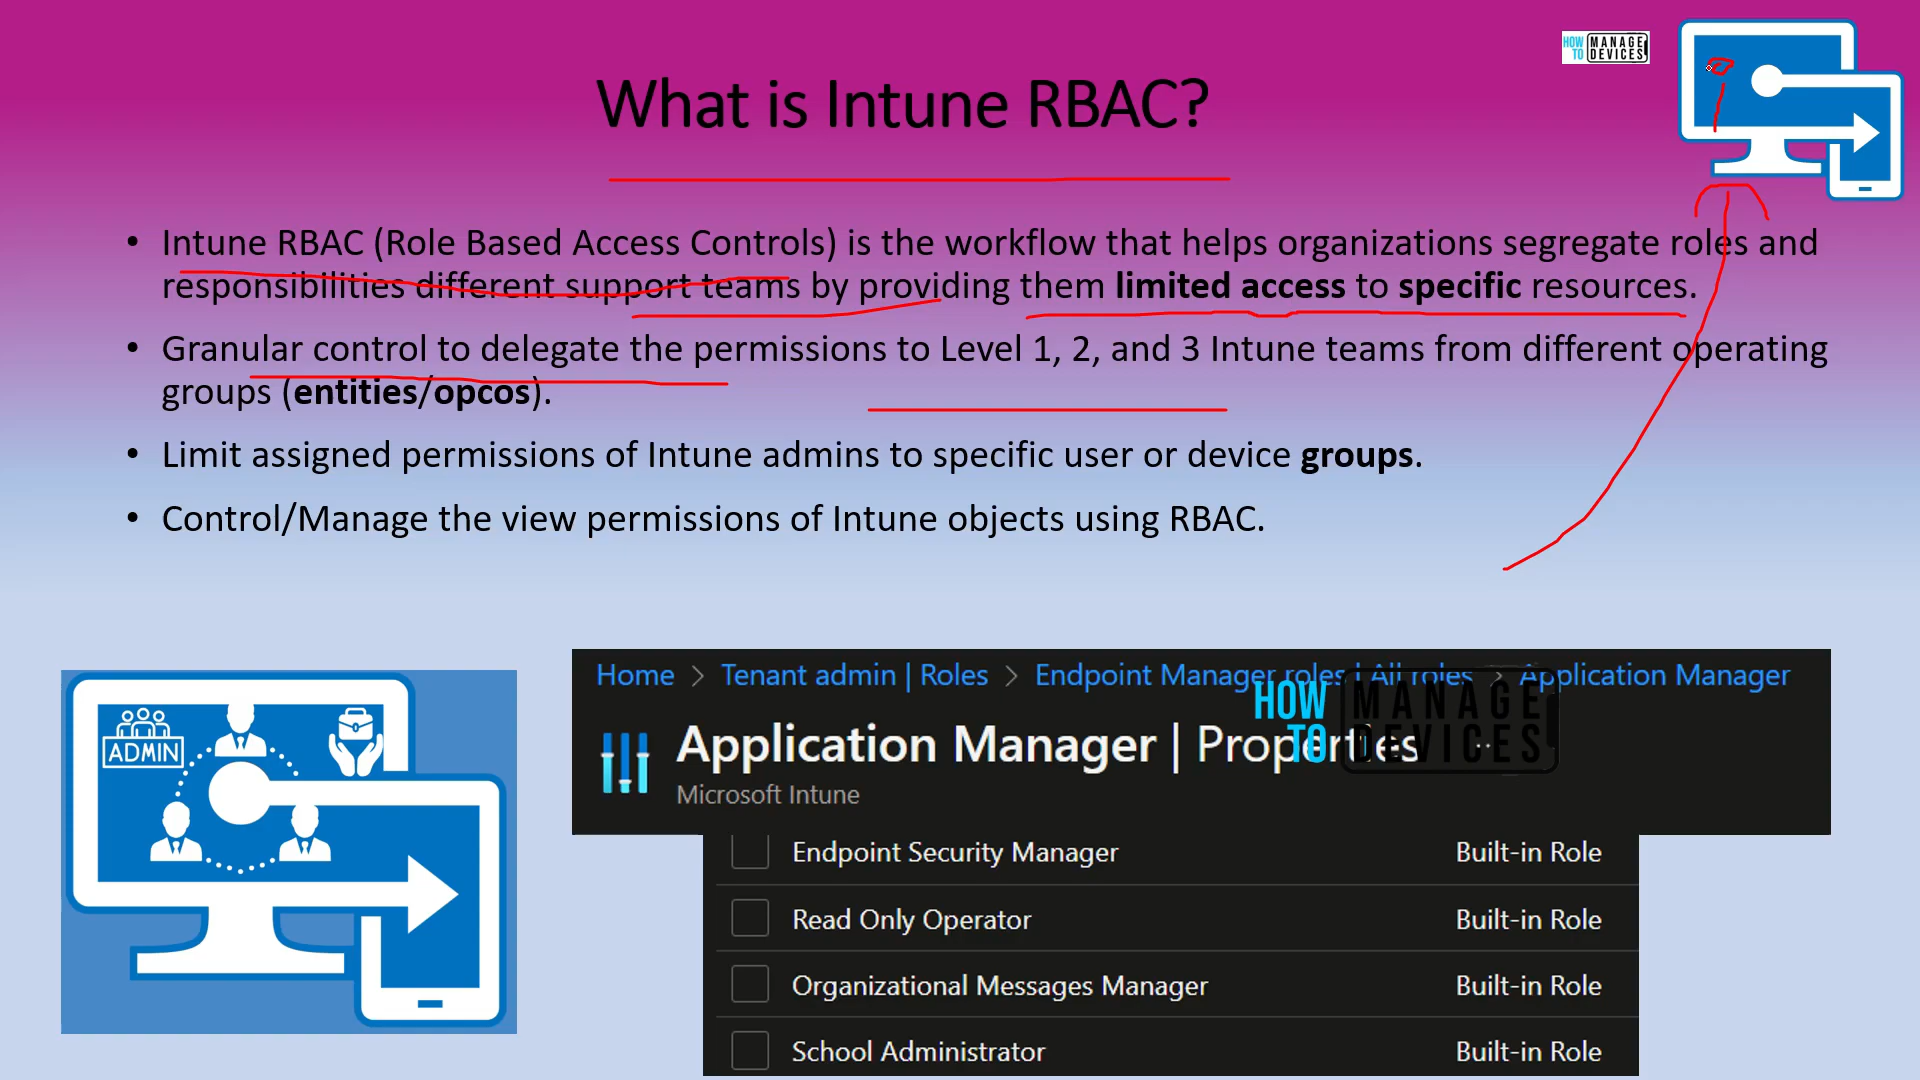 HOW TO MANAGE DEVICES
What is Intune RBAC?
• Intune RBAC (Role Based Access Controls) is the workflow that helps organizations segregate roles and
responsibilities different support teams by providing them limited access to specific resources.
• Granular control to delegate the permissions to Level 1, 2, and 3 Intune teams from different operating
groups (entities/opcos).
• Limit assigned permissions of Intune admins to specific user or device groups.
• Control/Manage the view permissions of Intune objects using RBAC.
ADMIN
Home > Tenant admin | Roles > Endpoint Manager roles | All roles > Application Manager
HOW TO MANAGE DEVICES
Application Manager | Properties ...
Microsoft Intune
Endpoint Security Manager Built-in Role
Read Only Operator Built-in Role
Organizational Messages Manager Built-in Role
School Administrator Built-in Role